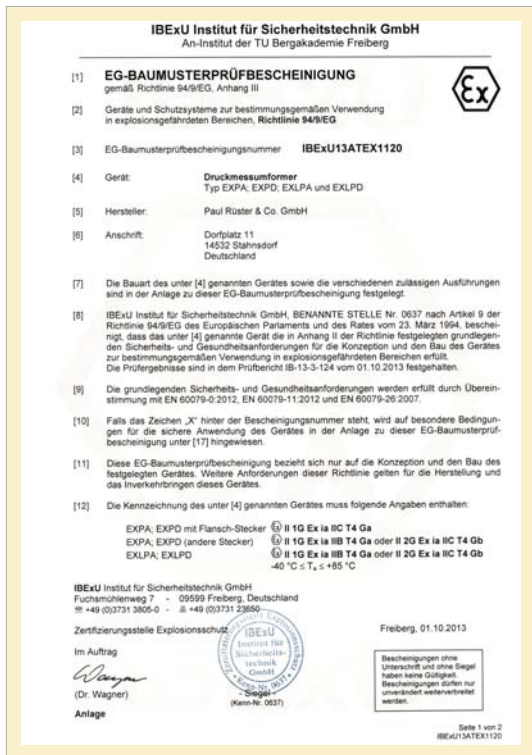 IBExU Institut für Sicherheitstechnik GmbH
An-Institut der TU Bergakademie Freiberg
[1] EG-BAUMUSTERPRÜFBESCHEINIGUNG
gemäß Richtlinie 94/9/EG, Anhang III
Ex
[2] Geräte und Schutzsysteme zur bestimmungsgemäßen Verwendung
in explosionsgefährdeten Bereichen, Richtlinie 94/9/EG
[3] EG-Baumusterprüfbescheinigungsnummer IBExU13ATEX1120
[4] Gerät: Druckmessumformer
Typ EXPA; EXPD; EXLPA und EXLPD
[5] Hersteller: Paul Rüster & Co. GmbH
[6] Anschrift: Dorfplatz 11
14532 Stahnsdorf
Deutschland
[7] Die Bauart des unter [4] genannten Gerätes sowie die verschiedenen zulässigen Ausführungen
sind in der Anlage zu dieser EG-Baumusterprüfbescheinigung festgelegt.
[8] IBExU Institut für Sicherheitstechnik GmbH, BENANNTE STELLE Nr. 0637 nach Artikel 9 der
Richtlinie 94/9/EG des Europäischen Parlaments und des Rates vom 23. März 1994, beschei-
nigt, dass das unter [4] genannte Gerät die in Anhang II der Richtlinie festgelegten grundlegen-
den Sicherheits- und Gesundheitsanforderungen für die Konzeption und den Bau des Gerätes
zur bestimmungsgemäßen Verwendung in explosionsgefährdeten Bereichen erfüllt.
Die Prüfergebnisse sind in dem Prüfbericht IB-13-3-124 vom 01.10.2013 festgehalten.
[9] Die grundlegenden Sicherheits- und Gesundheitsanforderungen werden erfüllt durch Überein-
stimmung mit EN 60079-0:2012, EN 60079-11:2012 und EN 60079-26:2007.
[10] Falls das Zeichen „X" hinter der Bescheinigungsnummer steht, wird auf besondere Bedingun-
gen für die sichere Anwendung des Gerätes in der Anlage zu dieser EG-Baumusterprüf-
bescheinigung unter [17] hingewiesen.
[11] Diese EG-Baumusterprüfbescheinigung bezieht sich nur auf die Konzeption und den Bau des
festgelegten Gerätes. Weitere Anforderungen dieser Richtlinie gelten für die Herstellung und
das Inverkehrbringen dieses Gerätes.
[12] Die Kennzeichnung des unter [4] genannten Gerätes muss folgende Angaben enthalten:
EXPA; EXPD mit Flansch-Stecker Ex II 1G Ex ia IIC T4 Ga
EXPA; EXPD (andere Stecker) Ex II 1G Ex ia IIB T4 Ga oder II 2G Ex ia IIC T4 Gb
EXLPA; EXLPD Ex II 1G Ex ia IIB T4 Ga oder II 2G Ex ia IIC T4 Gb
-40 °C ≤ Ta ≤ +85 °C
IBExU Institut für Sicherheitstechnik GmbH
Fuchsmühlenweg 7 - 09599 Freiberg, Deutschland
☏ +49 (0)3731 3805-0 - +49 (0)3731 23650
Zertifizierungsstelle Explosionsschutz
Freiberg, 01.10.2013
Im Auftrag
IBExU
Institut für
Sicherheits-
technik
GmbH
Kenn-Nr. 0637
(Dr. Wagner)
- Siegel -
(Kenn-Nr. 0637)
Bescheinigungen ohne
Unterschrift und ohne Siegel
haben keine Gültigkeit.
Bescheinigungen dürfen nur
unverändert weiterverbreitet
werden.
Anlage
Seite 1 von 2
IBExU13ATEX1120